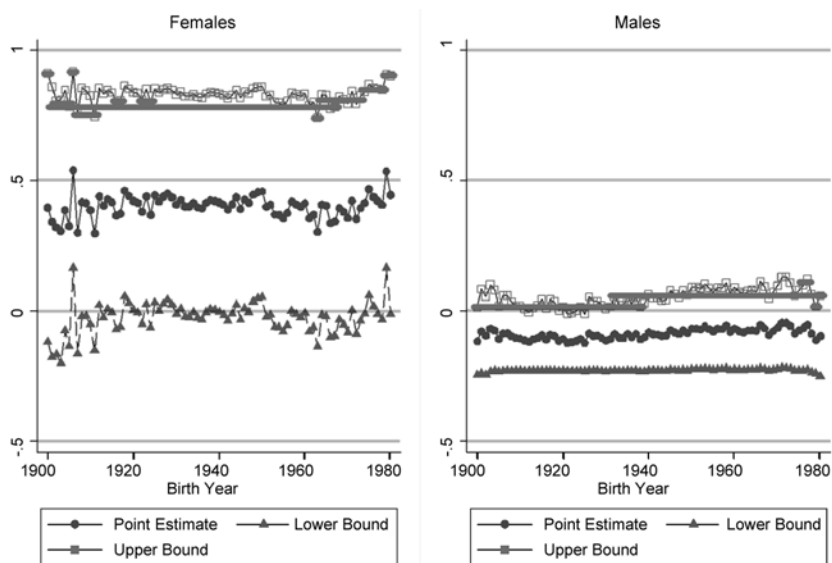 Females
1
.5
0
-.5
1900
1920
1940
1960
1980
Birth Year
Point Estimate
Lower Bound
Upper Bound
Males
1
.5
0
-.5
1900
1920
1940
1960
1980
Birth Year
Point Estimate
Lower Bound
Upper Bound